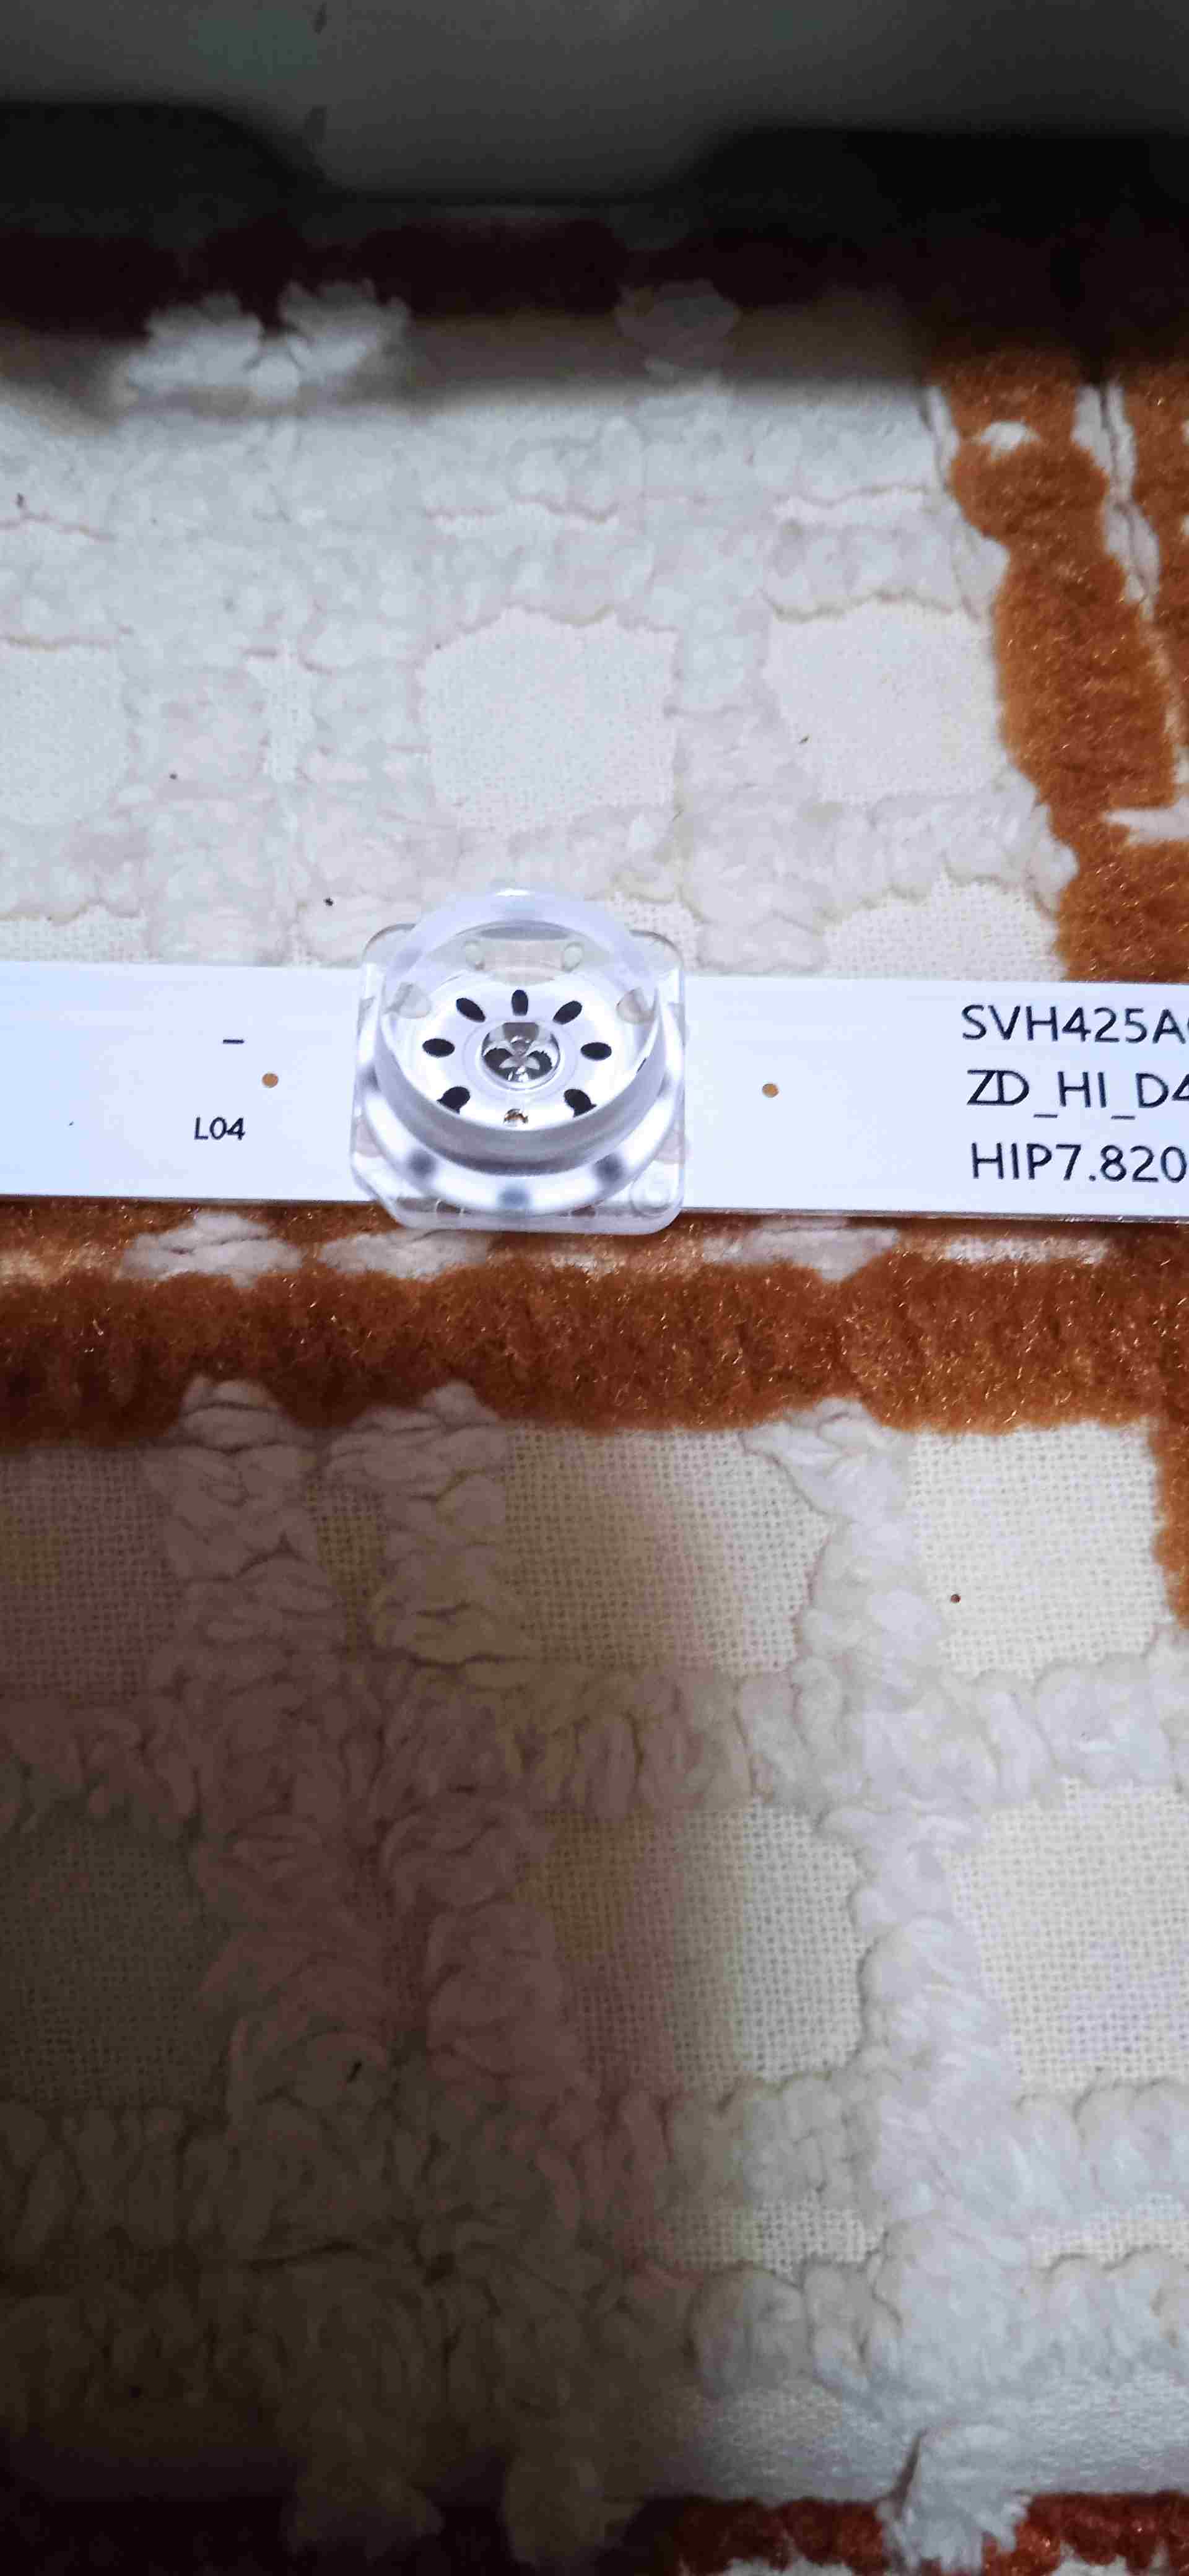 –
L04
SVH425A
ZD_HI_D4
HIP7.820